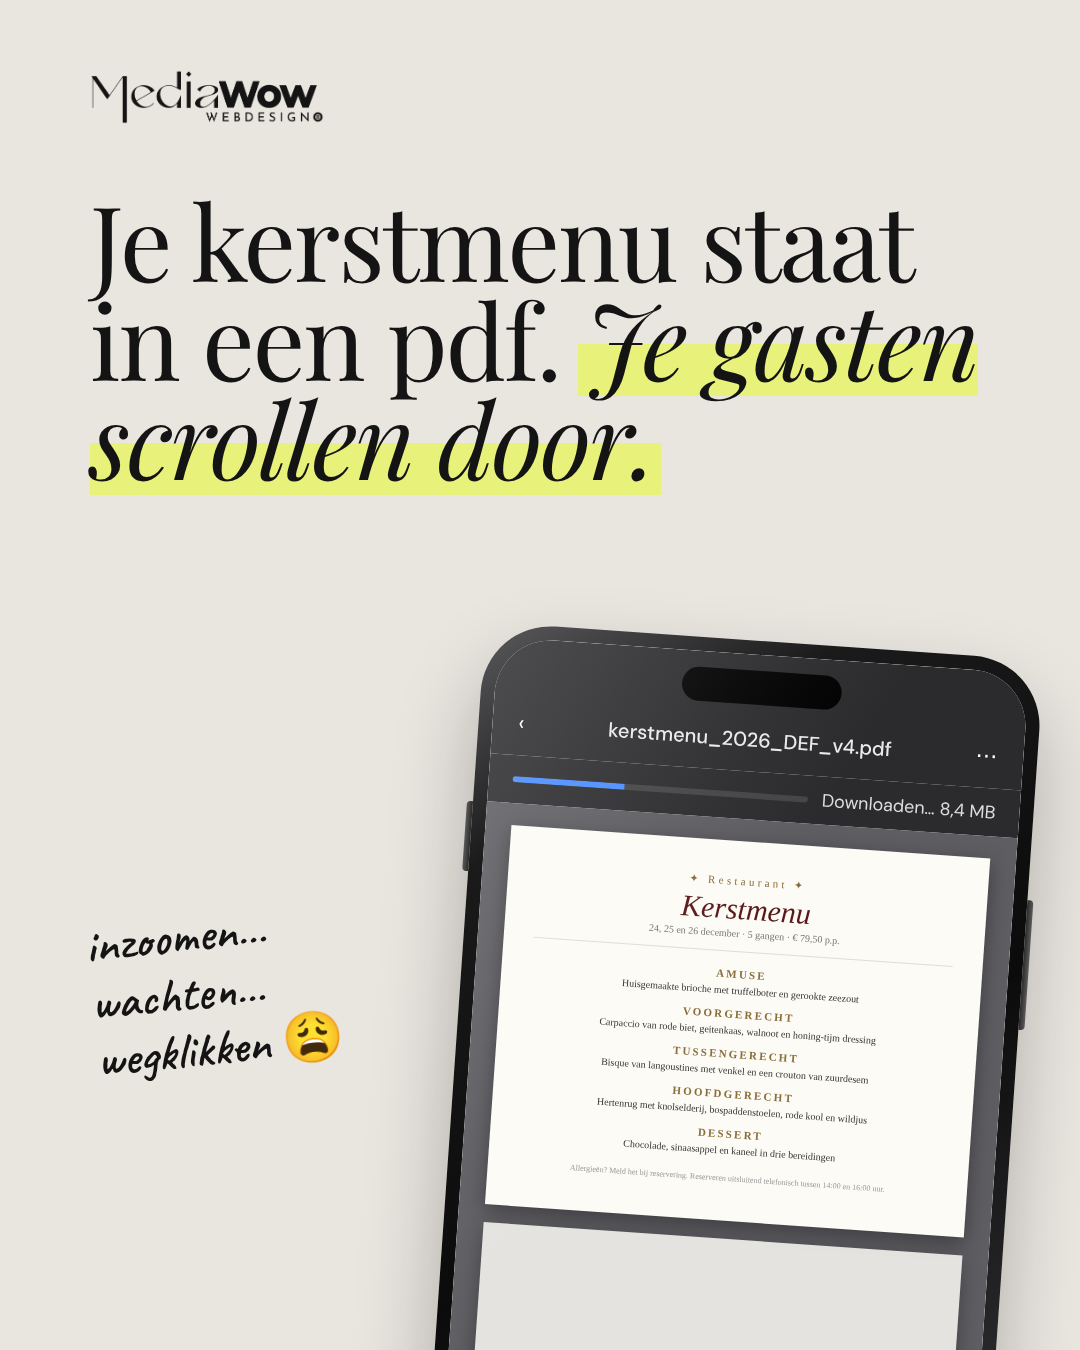 MediaWow
WEBDESIGN
Je kerstmenu staat
in een pdf. Je gasten
scrollen door.
kerstmenu_2026_DEF_v4.pdf
Downloaden... 8,4 MB
✦ Restaurant ✦
Kerstmenu
24, 25 en 26 december · 5 gangen · € 79,50 p.p.
AMUSE
Huisgemaakte brioche met truffelboter en gerookte zeezout
VOORGERECHT
Carpaccio van rode biet, geitenkaas, walnoot en honing-tijm dressing
TUSSENGERECHT
Bisque van langoustines met venkel en een crouton van zuurdesem
HOOFDGERECHT
Hertenrug met knolselderij, bospaddenstoelen, rode kool en wildjus
DESSERT
Chocolade, sinaasappel en kaneel in drie bereidingen
Allergieën? Meld het bij reservering. Reserveren uitsluitend telefonisch tussen 14:00 en 16:00 uur.
inzoomen...
wachten...
wegklikken 😩